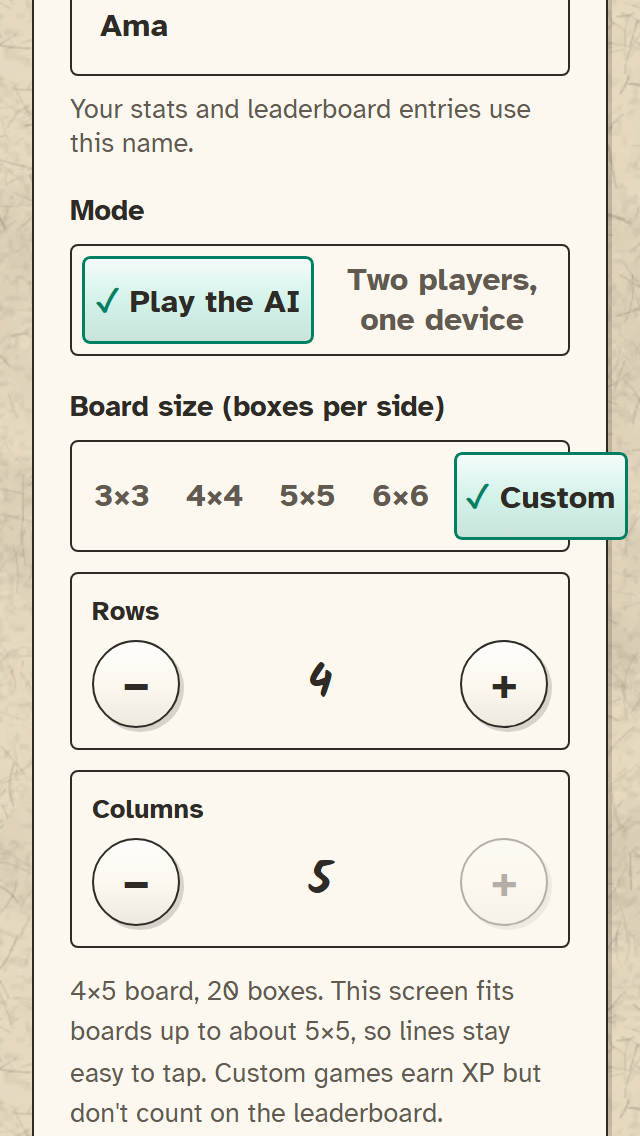 Ama
Your stats and leaderboard entries use
this name.
Mode
✓ Play the AI
Two players,
one device
Board size (boxes per side)
3×3 4×4 5×5 6×6 ✓ Custom
Rows
− 4 +
Columns
− 5 +
4×5 board, 20 boxes. This screen fits
boards up to about 5×5, so lines stay
easy to tap. Custom games earn XP but
don't count on the leaderboard.